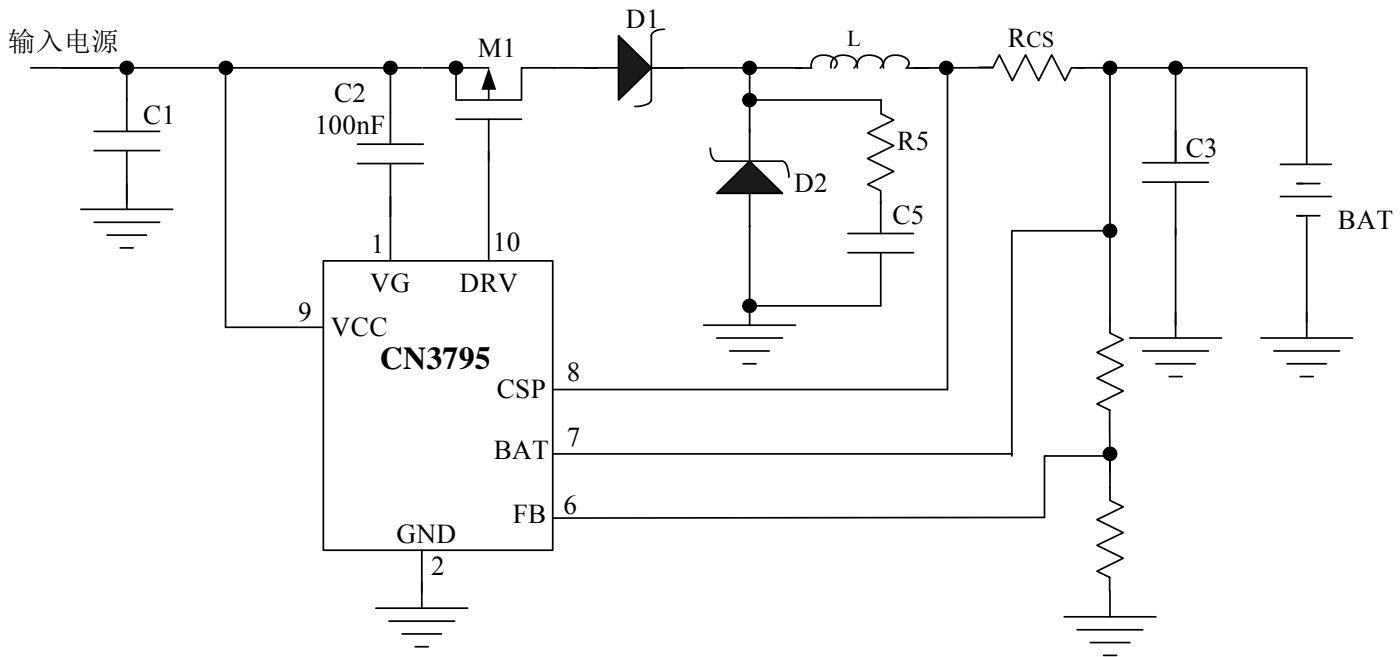 输入电源
D1
M1
L
RCS
C2
100nF
C1
R5
C3
D2
C5
BAT
1
10
VG
DRV
9
VCC
CN3795
8
CSP
7
BAT
6
FB
GND
2